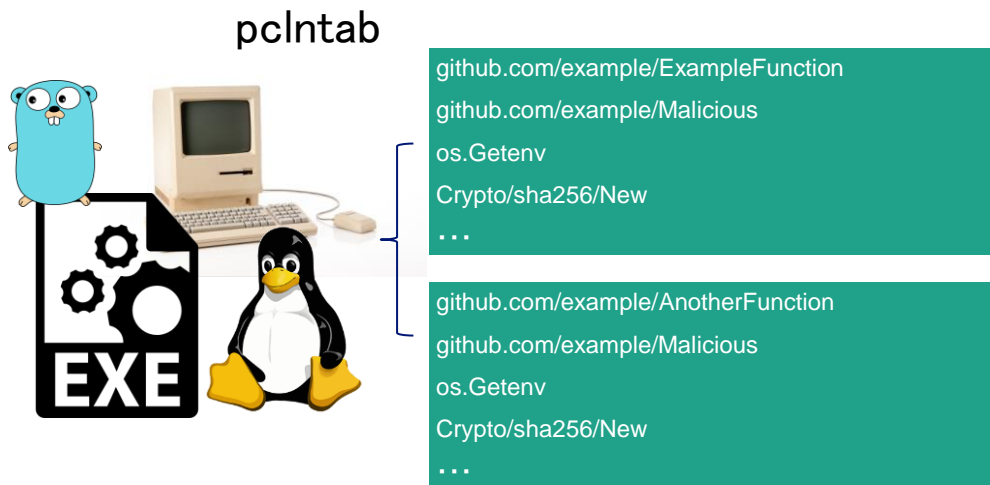 pclntab
github.com/example/ExampleFunction
github.com/example/Malicious
os.Getenv
Crypto/sha256/New
…
EXE
github.com/example/AnotherFunction
github.com/example/Malicious
os.Getenv
Crypto/sha256/New
…